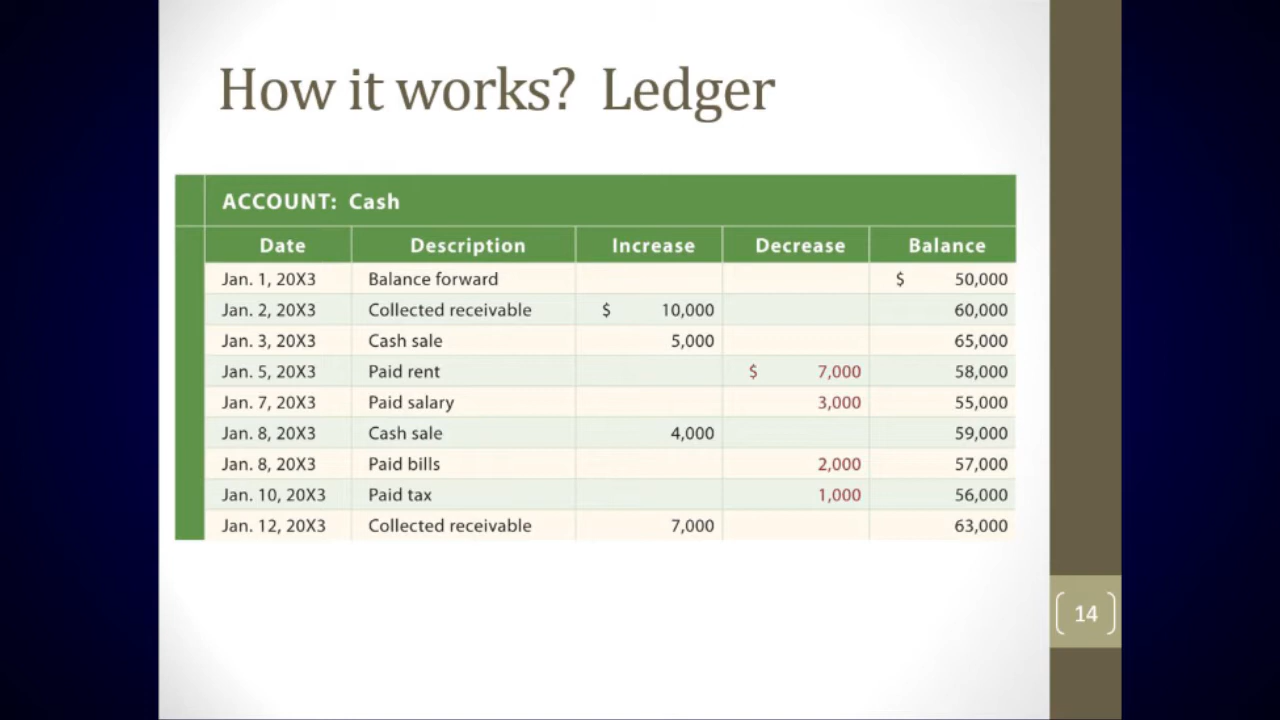 How it works? Ledger
ACCOUNT: Cash
Date Description Increase Decrease Balance
Jan. 1, 20X3 Balance forward $ 50,000
Jan. 2, 20X3 Collected receivable $ 10,000 60,000
Jan. 3, 20X3 Cash sale 5,000 65,000
Jan. 5, 20X3 Paid rent $ 7,000 58,000
Jan. 7, 20X3 Paid salary 3,000 55,000
Jan. 8, 20X3 Cash sale 4,000 59,000
Jan. 8, 20X3 Paid bills 2,000 57,000
Jan. 10, 20X3 Paid tax 1,000 56,000
Jan. 12, 20X3 Collected receivable 7,000 63,000
14